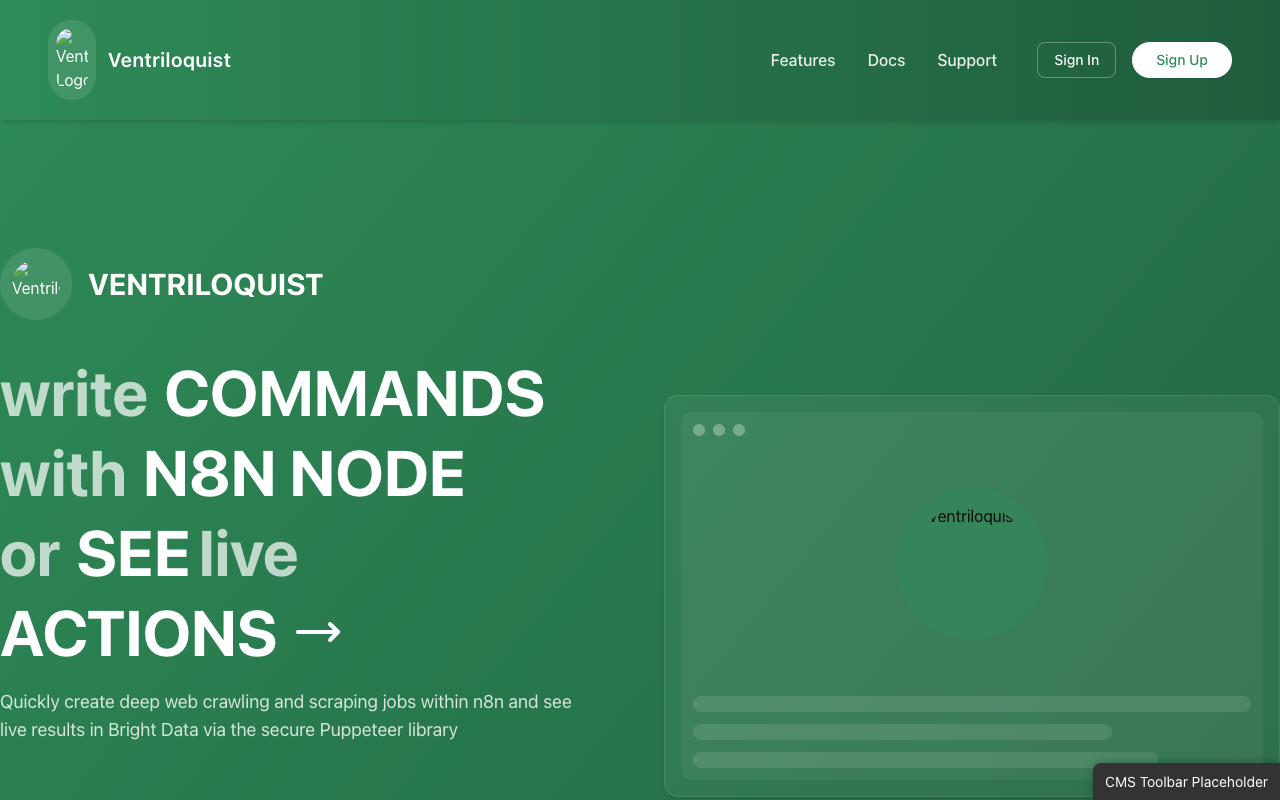 Vent
Logo
Ventriloquist
Features
Docs
Support
Sign In
Sign Up
Ventril
VENTRILOQUIST
write COMMANDS
with N8N NODE
or SEE live
ACTIONS →
Quickly create deep web crawling and scraping jobs within n8n and see
live results in Bright Data via the secure Puppeteer library
Ventriloquis
CMS Toolbar Placeholder